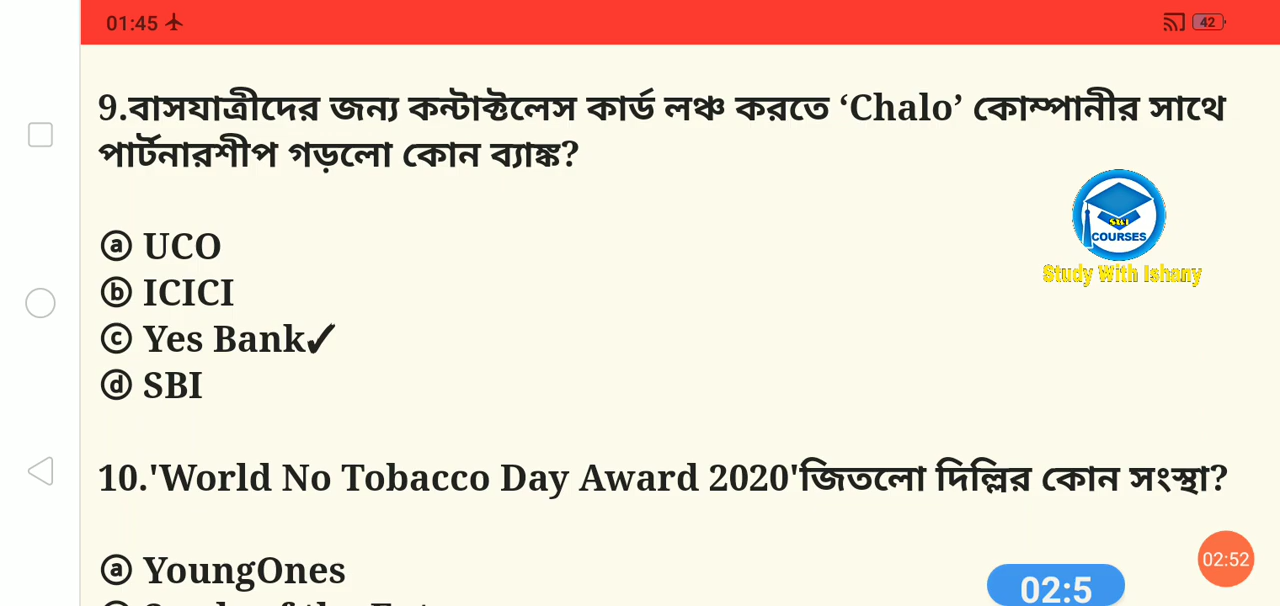 01:45
42
9.বাসযাত্রীদের জন্য কন্টাক্টলেস কার্ড লঞ্চ করতে ‘Chalo’ কোম্পানীর সাথে
পার্টনারশীপ গড়লো কোন ব্যাঙ্ক?
COURSES
Study With Ishany
ⓐ UCO
ⓑ ICICI
ⓒ Yes Bank✓
ⓓ SBI
10.'World No Tobacco Day Award 2020'জিতলো দিল্লির কোন সংস্থা?
ⓐ YoungOnes
02:52
02:5